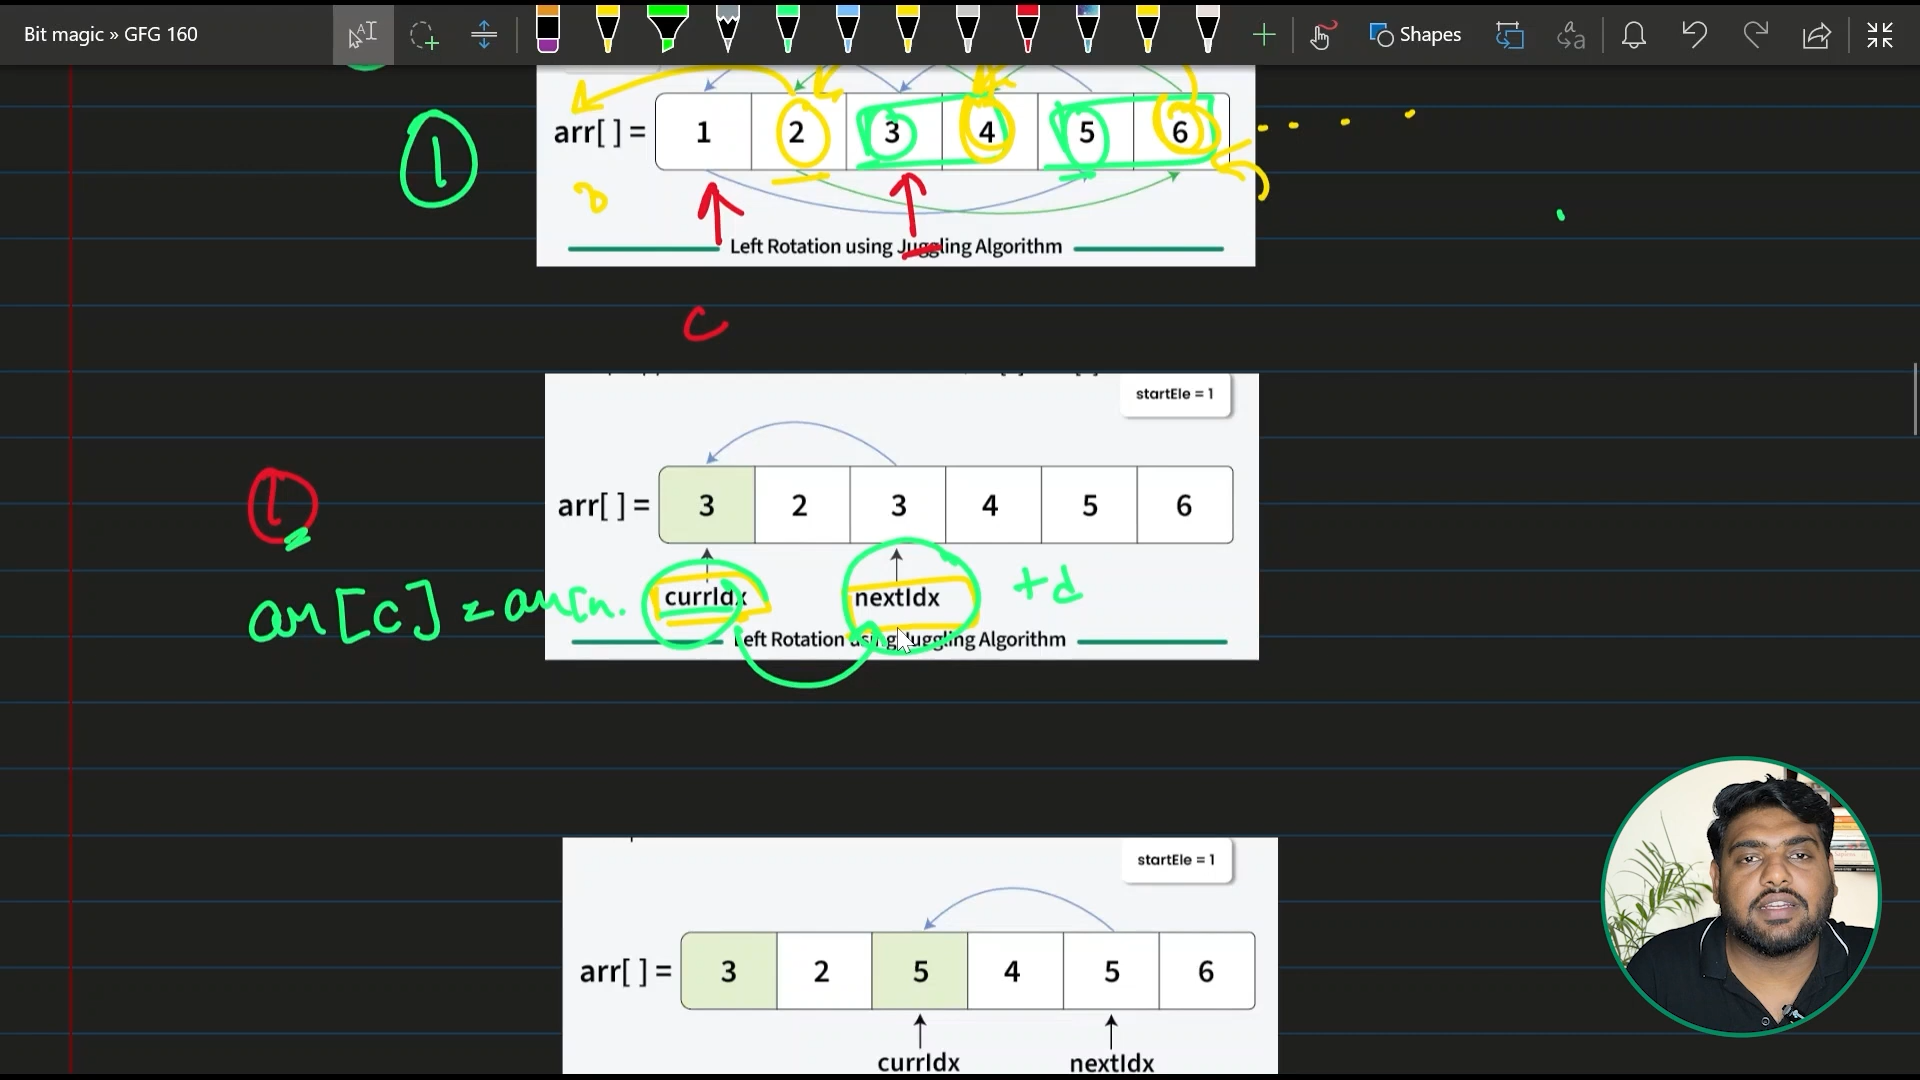 Bit magic » GFG 160
Shapes
1
arr[ ] = 1 2 3 4 5 6
Left Rotation using Juggling Algorithm
C
startEle = 1
1
arr[ ] = 3 2 3 4 5 6
currIdx nextIdx +d
arr[c] = arr[n.
Left Rotation using Juggling Algorithm
startEle = 1
arr[ ] = 3 2 5 4 5 6
currIdx nextIdx